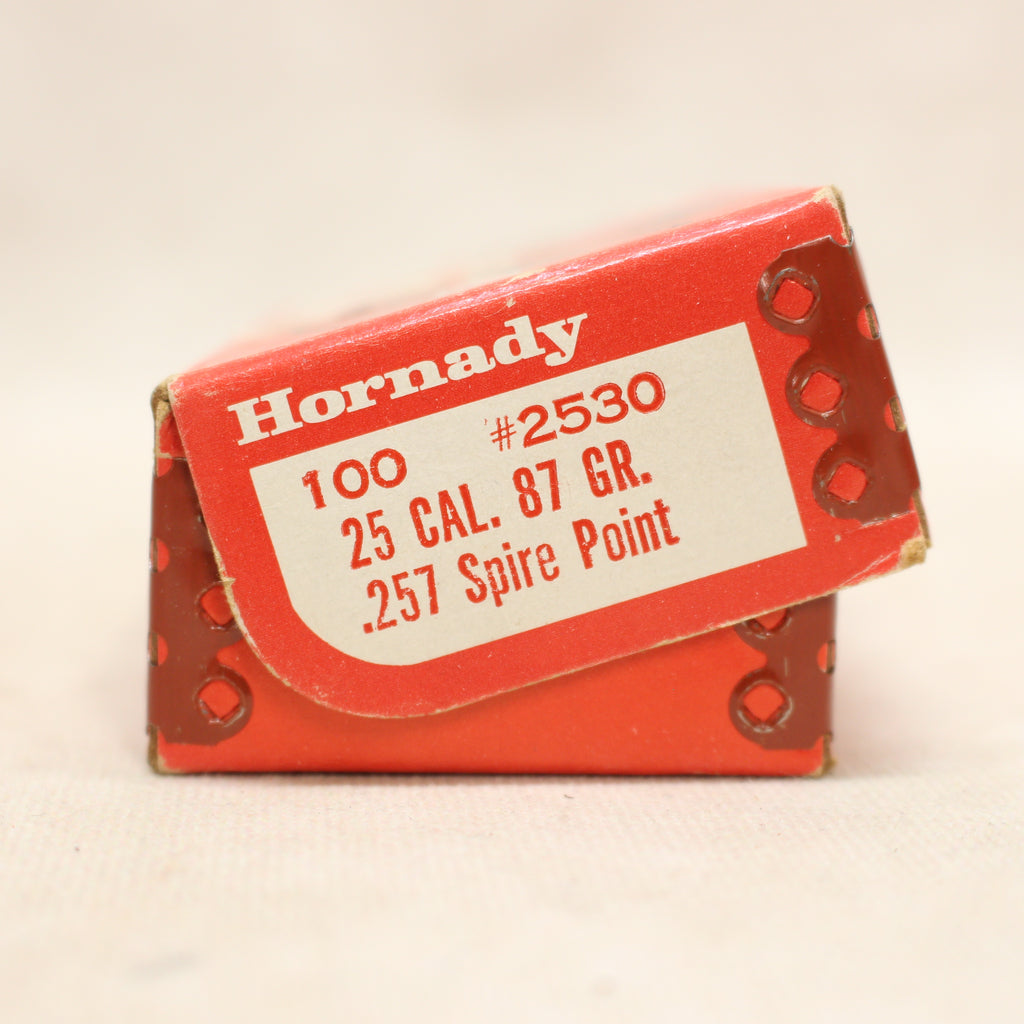 Hornady
100 #2530
25 CAL. 87 GR.
.257 Spire Point